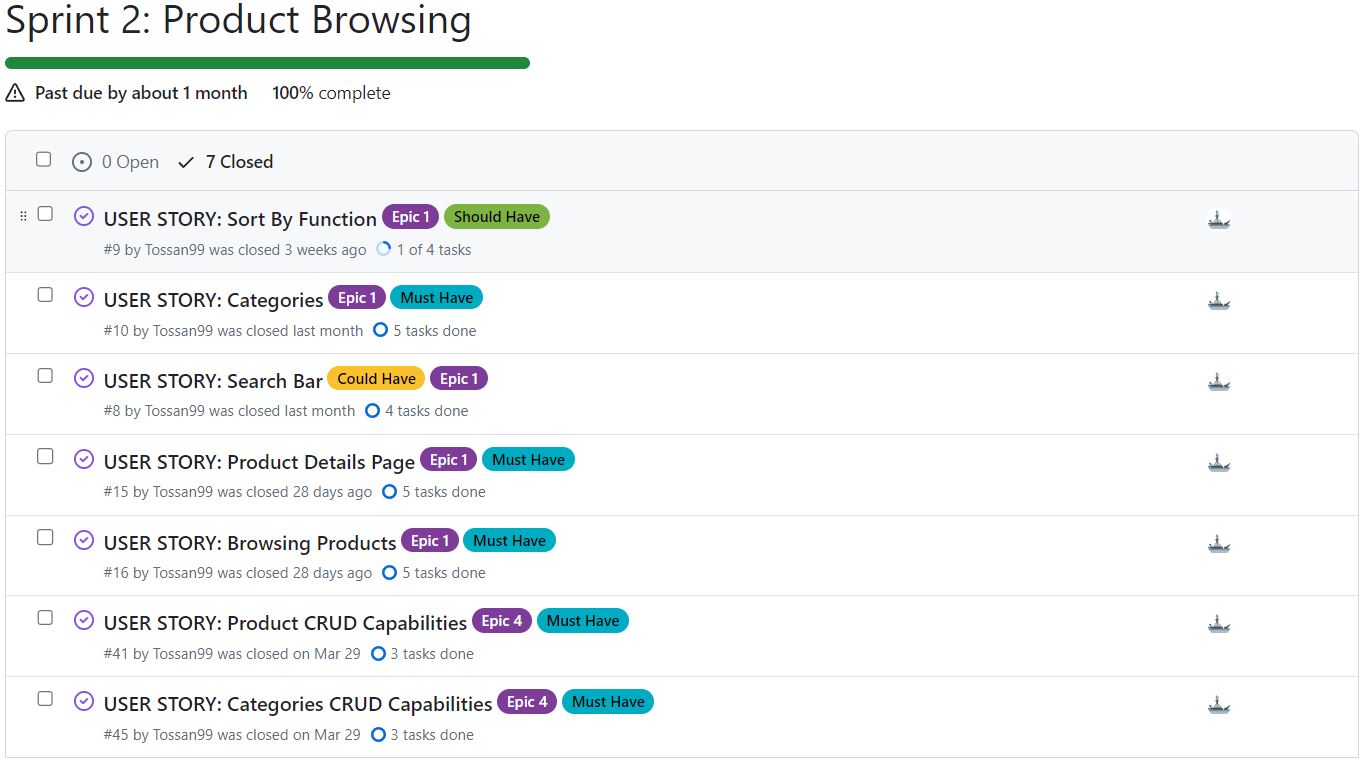 Sprint 2: Product Browsing
Past due by about 1 month 100% complete
0 Open 7 Closed
USER STORY: Sort By Function Epic 1 Should Have
#9 by Tossan99 was closed 3 weeks ago 1 of 4 tasks
USER STORY: Categories Epic 1 Must Have
#10 by Tossan99 was closed last month 5 tasks done
USER STORY: Search Bar Could Have Epic 1
#8 by Tossan99 was closed last month 4 tasks done
USER STORY: Product Details Page Epic 1 Must Have
#15 by Tossan99 was closed 28 days ago 5 tasks done
USER STORY: Browsing Products Epic 1 Must Have
#16 by Tossan99 was closed 28 days ago 5 tasks done
USER STORY: Product CRUD Capabilities Epic 4 Must Have
#41 by Tossan99 was closed on Mar 29 3 tasks done
USER STORY: Categories CRUD Capabilities Epic 4 Must Have
#45 by Tossan99 was closed on Mar 29 3 tasks done